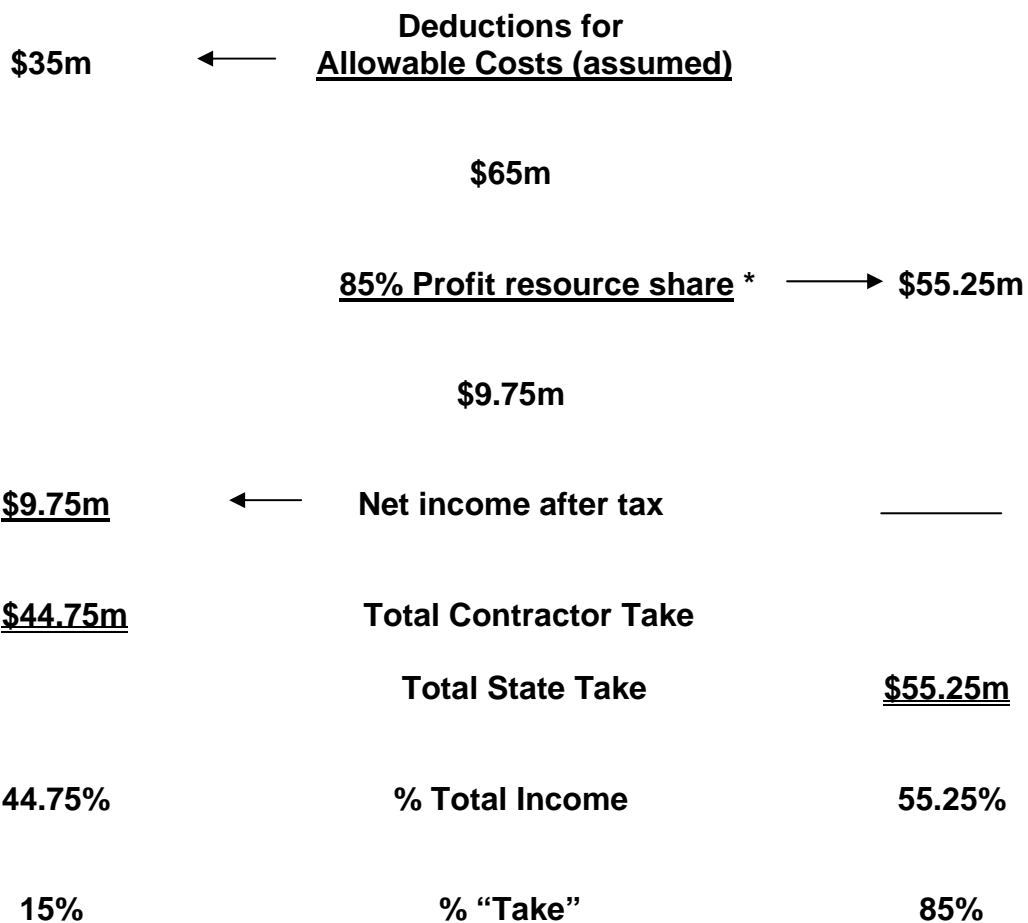 Deductions for
$35m Allowable Costs (assumed)
$65m
85% Profit resource share * $55.25m
$9.75m
$9.75m Net income after tax
$44.75m Total Contractor Take
Total State Take $55.25m
44.75% % Total Income 55.25%
15% % “Take” 85%